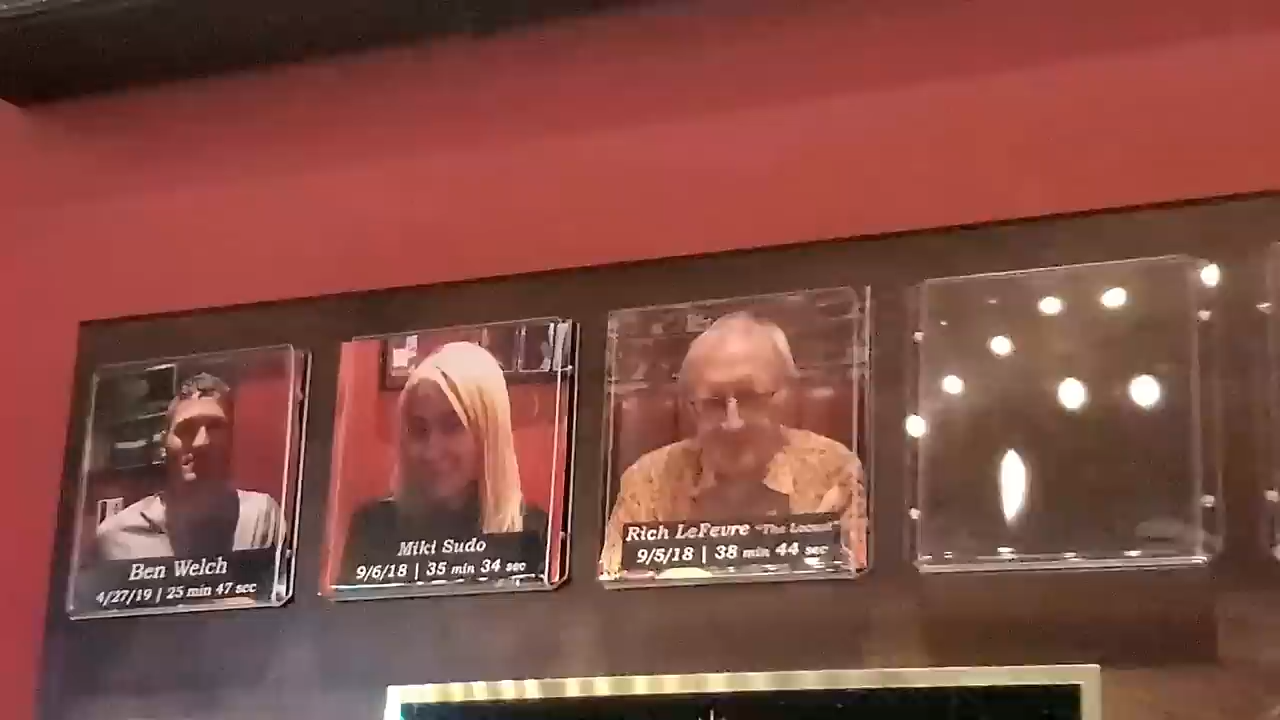 Ben Welch
4/27/19 | 25 min 47 sec
Miki Sudo
9/6/18 | 35 min 34 sec
Rich LeFevre "The Locust"
9/5/18 | 38 min 44 sec